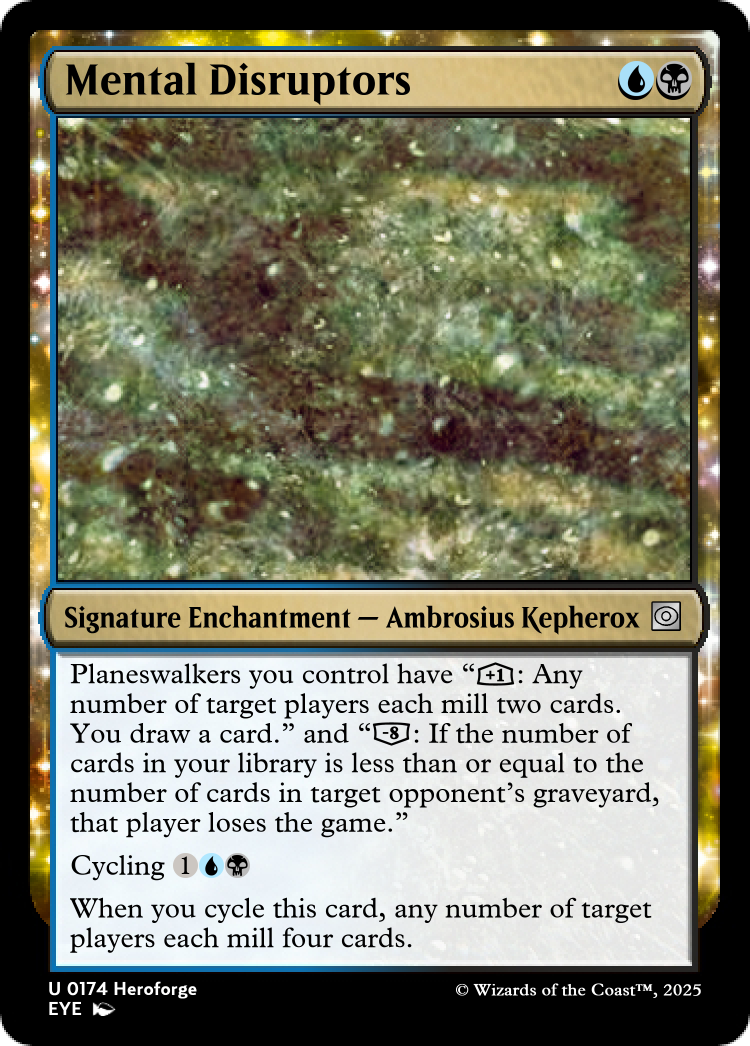 Mental Disruptors
Signature Enchantment — Ambrosius Kepherox
Planeswalkers you control have “+1: Any
number of target players each mill two cards.
You draw a card.” and “-8: If the number of
cards in your library is less than or equal to the
number of cards in target opponent’s graveyard,
that player loses the game.”
Cycling 1
When you cycle this card, any number of target
players each mill four cards.
U 0174 Heroforge
EYE
© Wizards of the Coast™, 2025